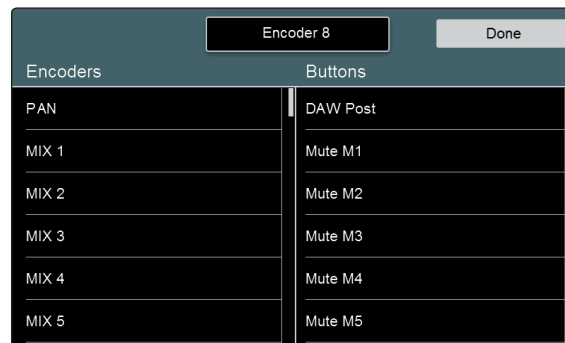 Encoder 8
Done
Encoders
Buttons
PAN
DAW Post
MIX 1
Mute M1
MIX 2
Mute M2
MIX 3
Mute M3
MIX 4
Mute M4
MIX 5
Mute M5